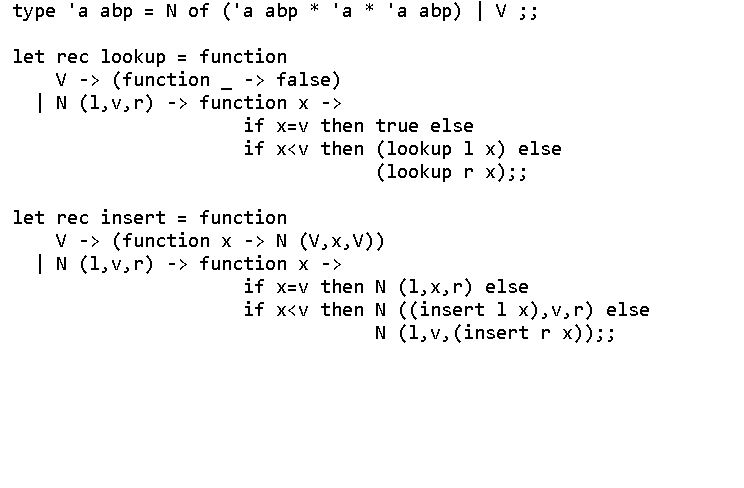 type 'a abp = N of ('a abp * 'a * 'a abp) | V ;;
let rec lookup = function
V -> (function _ -> false)
| N (l,v,r) -> function x ->
if x=v then true else
if x<v then (lookup l x) else
(lookup r x);;
let rec insert = function
V -> (function x -> N (V,x,V))
| N (l,v,r) -> function x ->
if x=v then N (l,x,r) else
if x<v then N ((insert l x),v,r) else
N (l,v,(insert r x));;